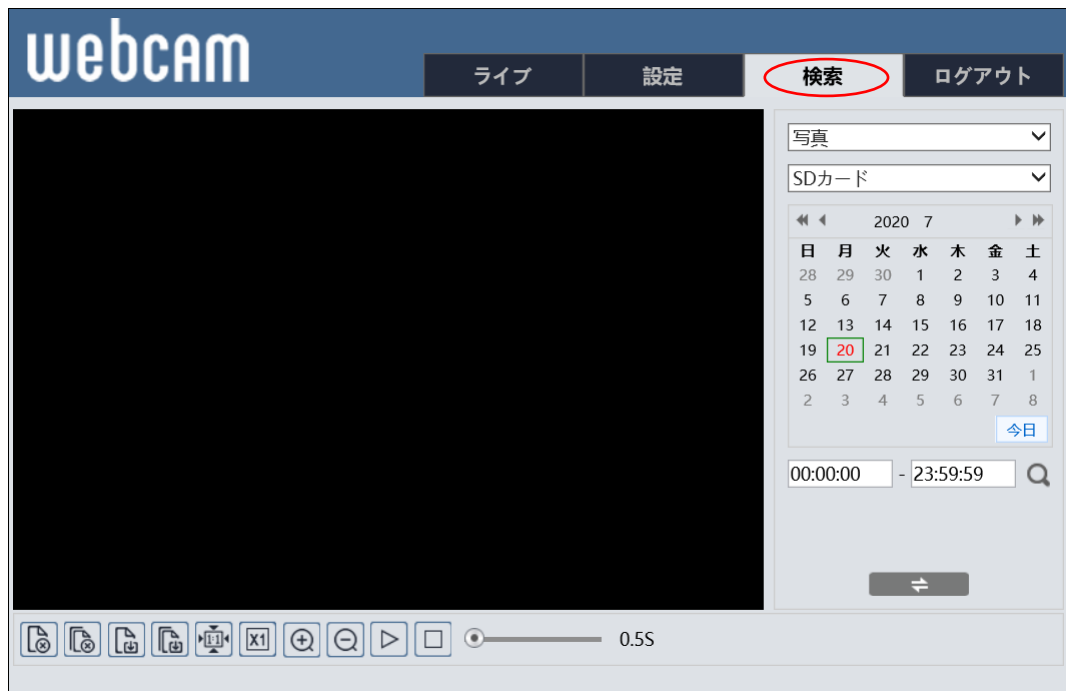 webcam
ライブ 設定 検索 ログアウト
写真
SDカード
2020 7
日 月 火 水 木 金 土
28 29 30 1 2 3 4
5 6 7 8 9 10 11
12 13 14 15 16 17 18
19 20 21 22 23 24 25
26 27 28 29 30 31 1
2 3 4 5 6 7 8
今日
00:00:00 - 23:59:59
1:1 X1 0.5S